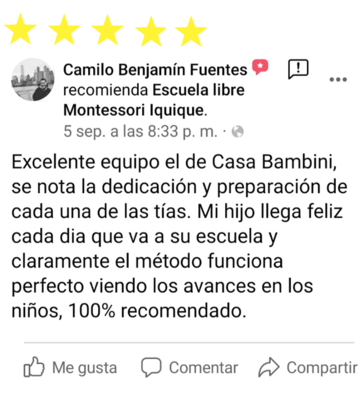 Camilo Benjamín Fuentes
recomienda Escuela libre
Montessori Iquique.
5 sep. a las 8:33 p. m. ·
Excelente equipo el de Casa Bambini,
se nota la dedicación y preparación de
cada una de las tías. Mi hijo llega feliz
cada dia que va a su escuela y
claramente el método funciona
perfecto viendo los avances en los
niños, 100% recomendado.
Me gusta Comentar Compartir